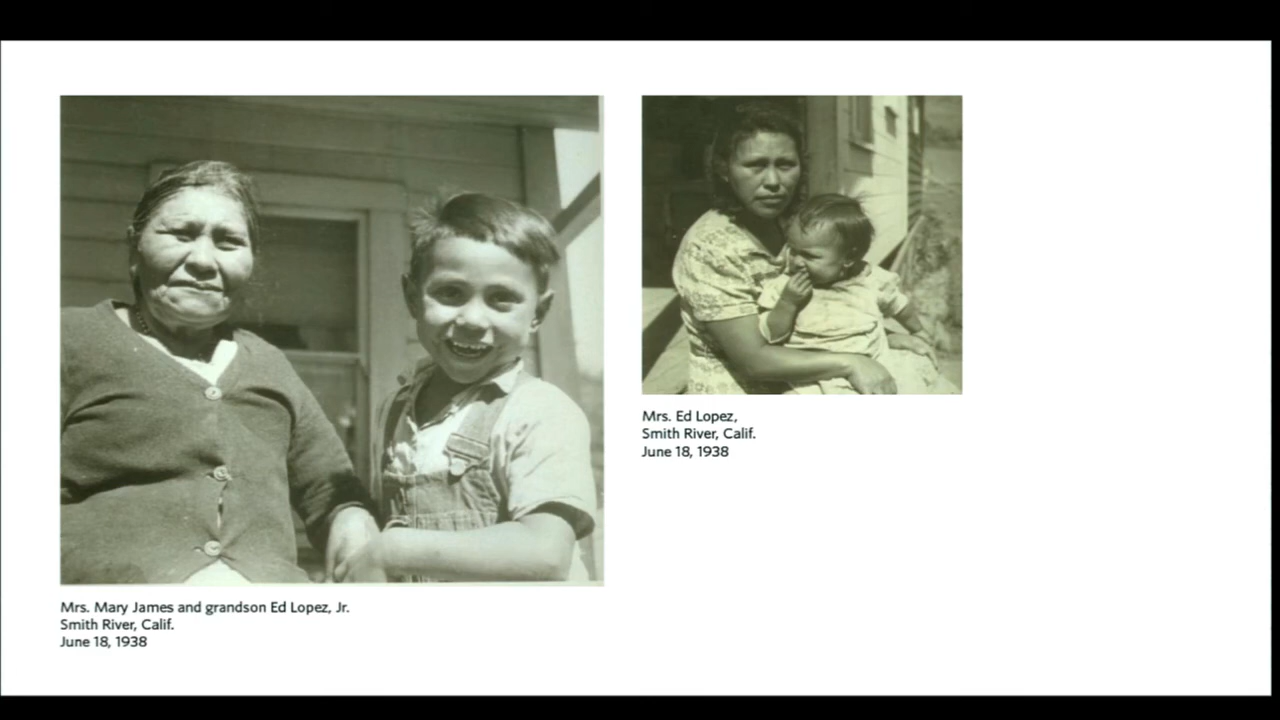 Mrs. Mary James and grandson Ed Lopez, Jr.
Smith River, Calif.
June 18, 1938
Mrs. Ed Lopez,
Smith River, Calif.
June 18, 1938